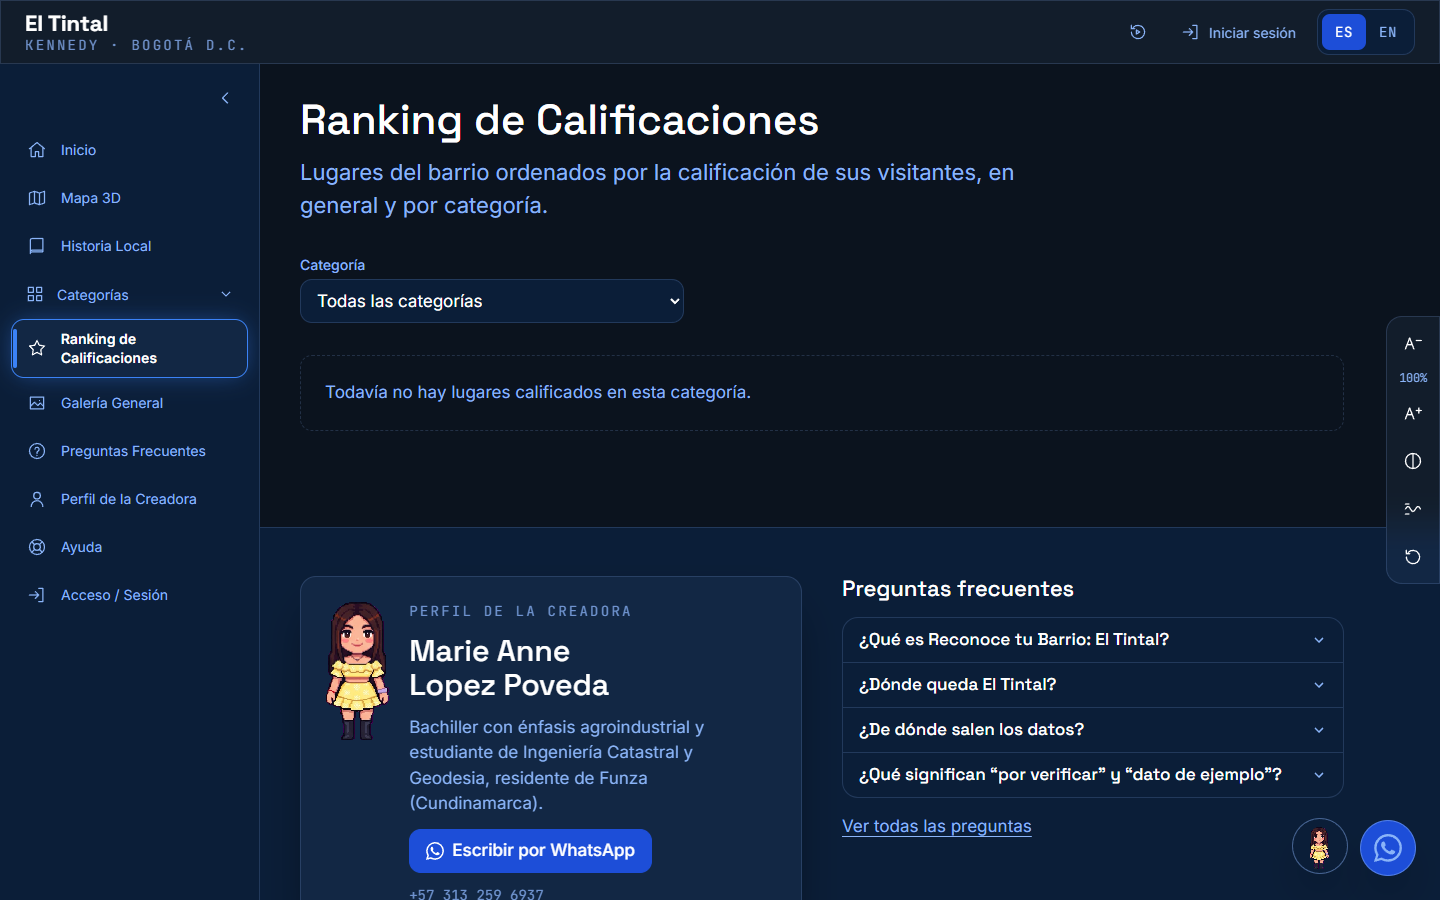 El Tintal
KENNEDY · BOGOTÁ D.C.
Iniciar sesión
ES
EN
Inicio
Mapa 3D
Historia Local
Categorías
Ranking de
Calificaciones
Galería General
Preguntas Frecuentes
Perfil de la Creadora
Ayuda
Acceso / Sesión
Ranking de Calificaciones
Lugares del barrio ordenados por la calificación de sus visitantes, en
general y por categoría.
Categoría
Todas las categorías
Todavía no hay lugares calificados en esta categoría.
A−
100%
A+
PERFIL DE LA CREADORA
Marie Anne
Lopez Poveda
Bachiller con énfasis agroindustrial y
estudiante de Ingeniería Catastral y
Geodesia, residente de Funza
(Cundinamarca).
Escribir por WhatsApp
+57 313 259 6937
Preguntas frecuentes
¿Qué es Reconoce tu Barrio: El Tintal?
¿Dónde queda El Tintal?
¿De dónde salen los datos?
¿Qué significan “por verificar” y “dato de ejemplo”?
Ver todas las preguntas